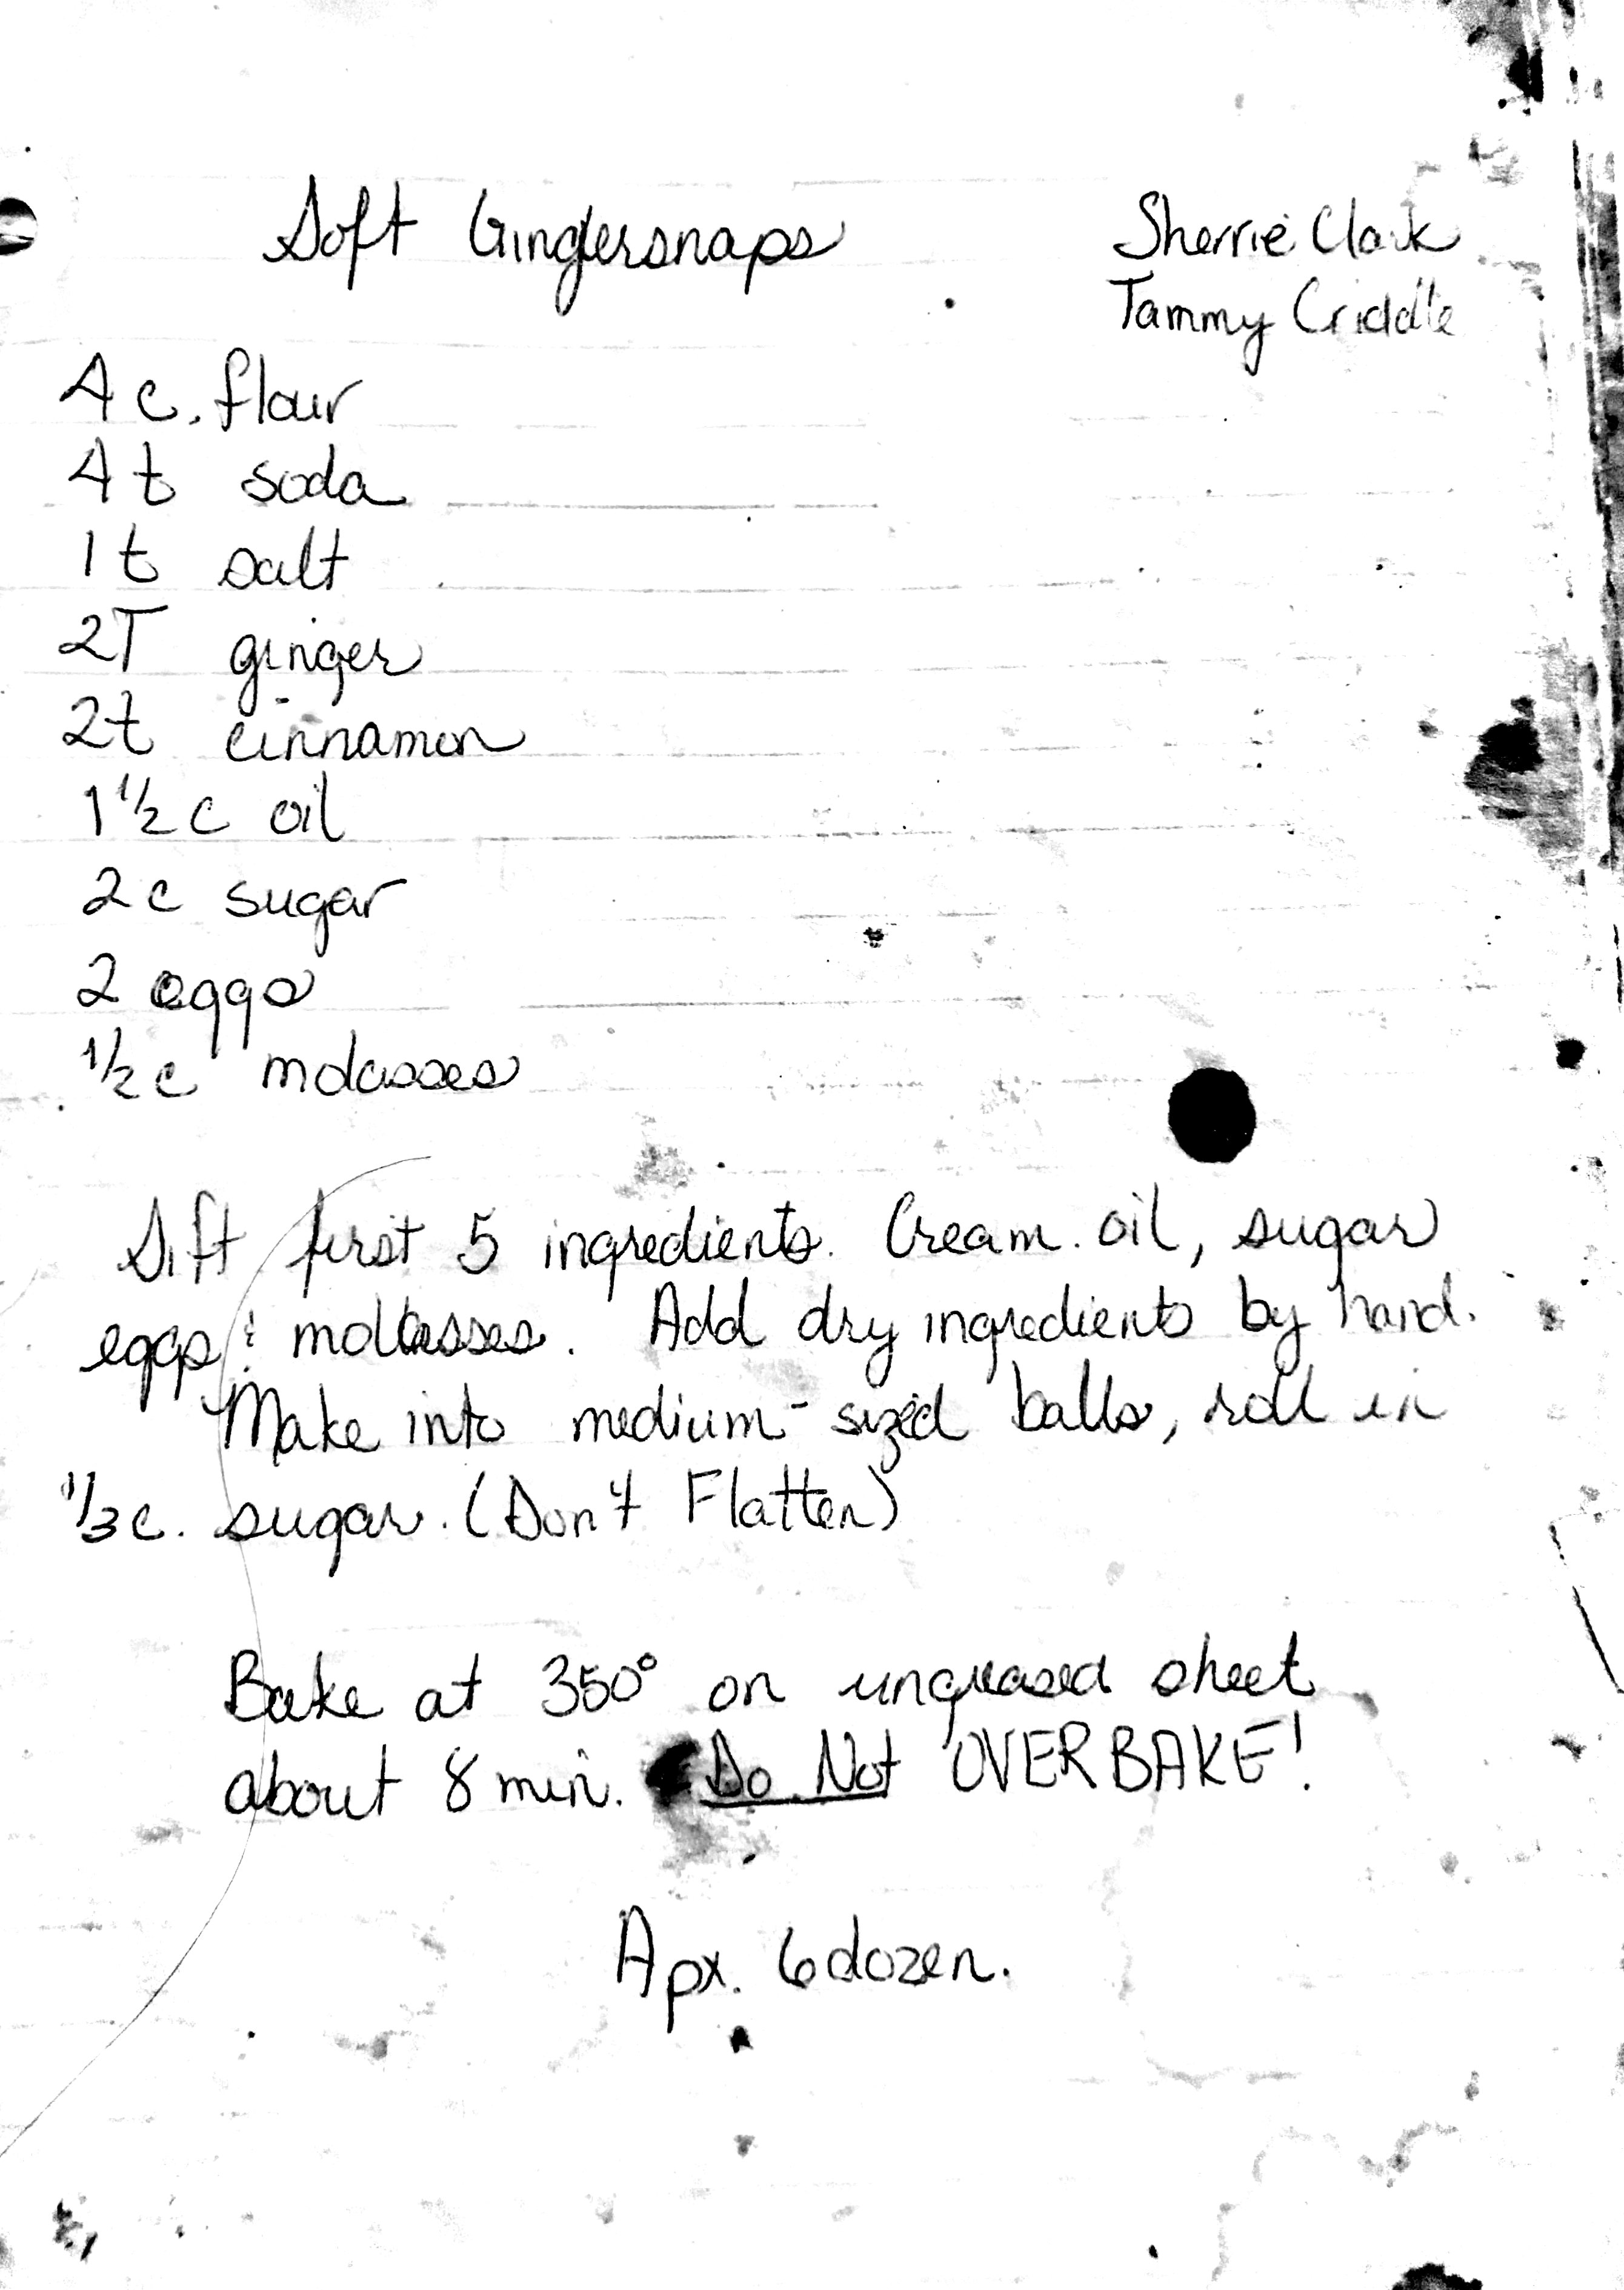 Soft Gingersnaps
Sherrie Clark
Tammy Criddle
4 c. flour
4 t soda
1 t salt
2T ginger
2t cinnamon
1 1/2 c oil
2 c sugar
2 eggs
1/2 c molasses
Sift first 5 ingredients. Cream oil, sugar
eggs & molasses. Add dry ingredients by hand.
Make into medium-sized balls, roll in
1/3 c. sugar. (Don't Flatten)
Bake at 350° on ungreased sheet
about 8 min. Do Not OVERBAKE!
Apx. 6 dozen.